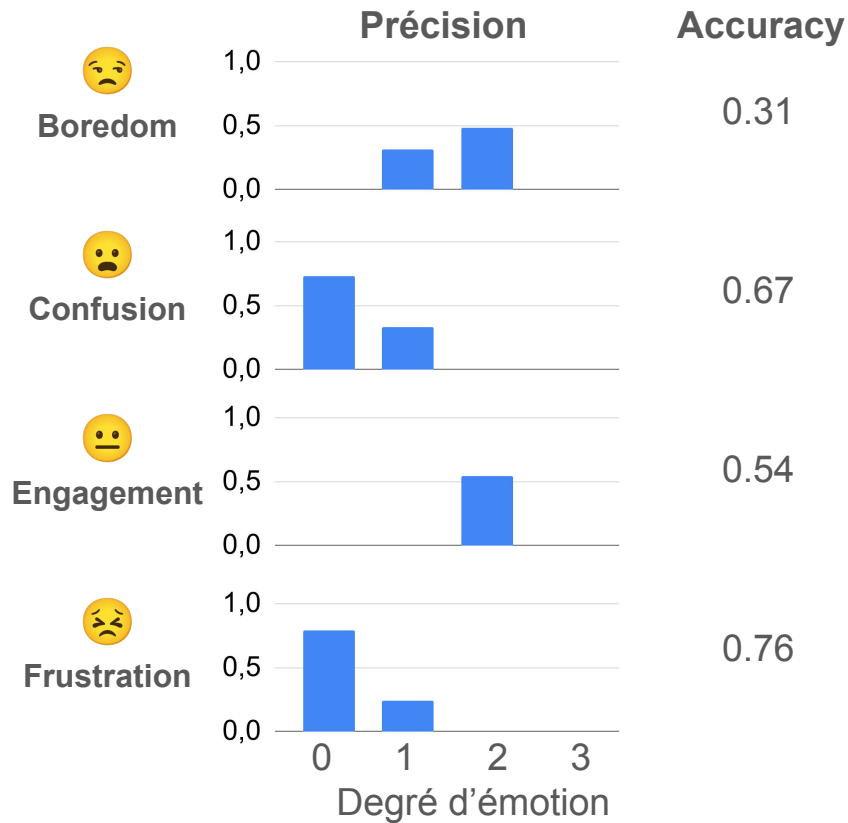 Précision Accuracy
1,0
0,5
0,0
Boredom
0.31
1,0
0,5
0,0
Confusion
0.67
1,0
0,5
0,0
Engagement
0.54
1,0
0,5
0,0
Frustration
0.76
0 1 2 3
Degré d’émotion